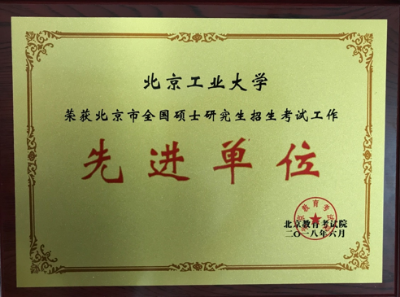 北京工业大学
荣获北京市全国硕士研究生招生考试工作
先进单位
北京教育考试院
二〇一八年六月